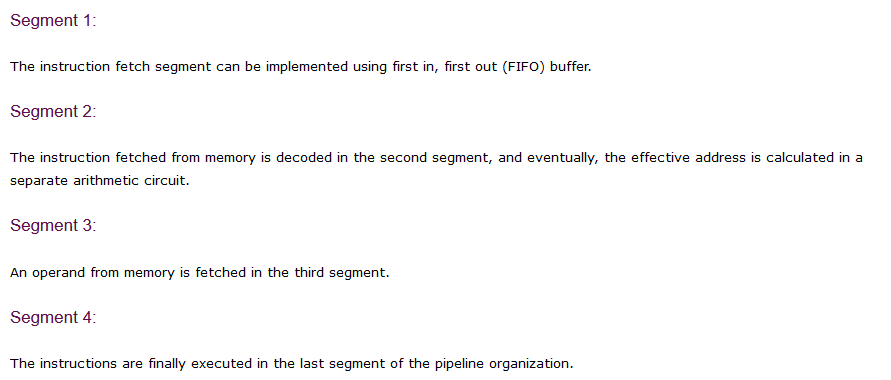 Segment 1:
The instruction fetch segment can be implemented using first in, first out (FIFO) buffer.
Segment 2:
The instruction fetched from memory is decoded in the second segment, and eventually, the effective address is calculated in a
separate arithmetic circuit.
Segment 3:
An operand from memory is fetched in the third segment.
Segment 4:
The instructions are finally executed in the last segment of the pipeline organization.